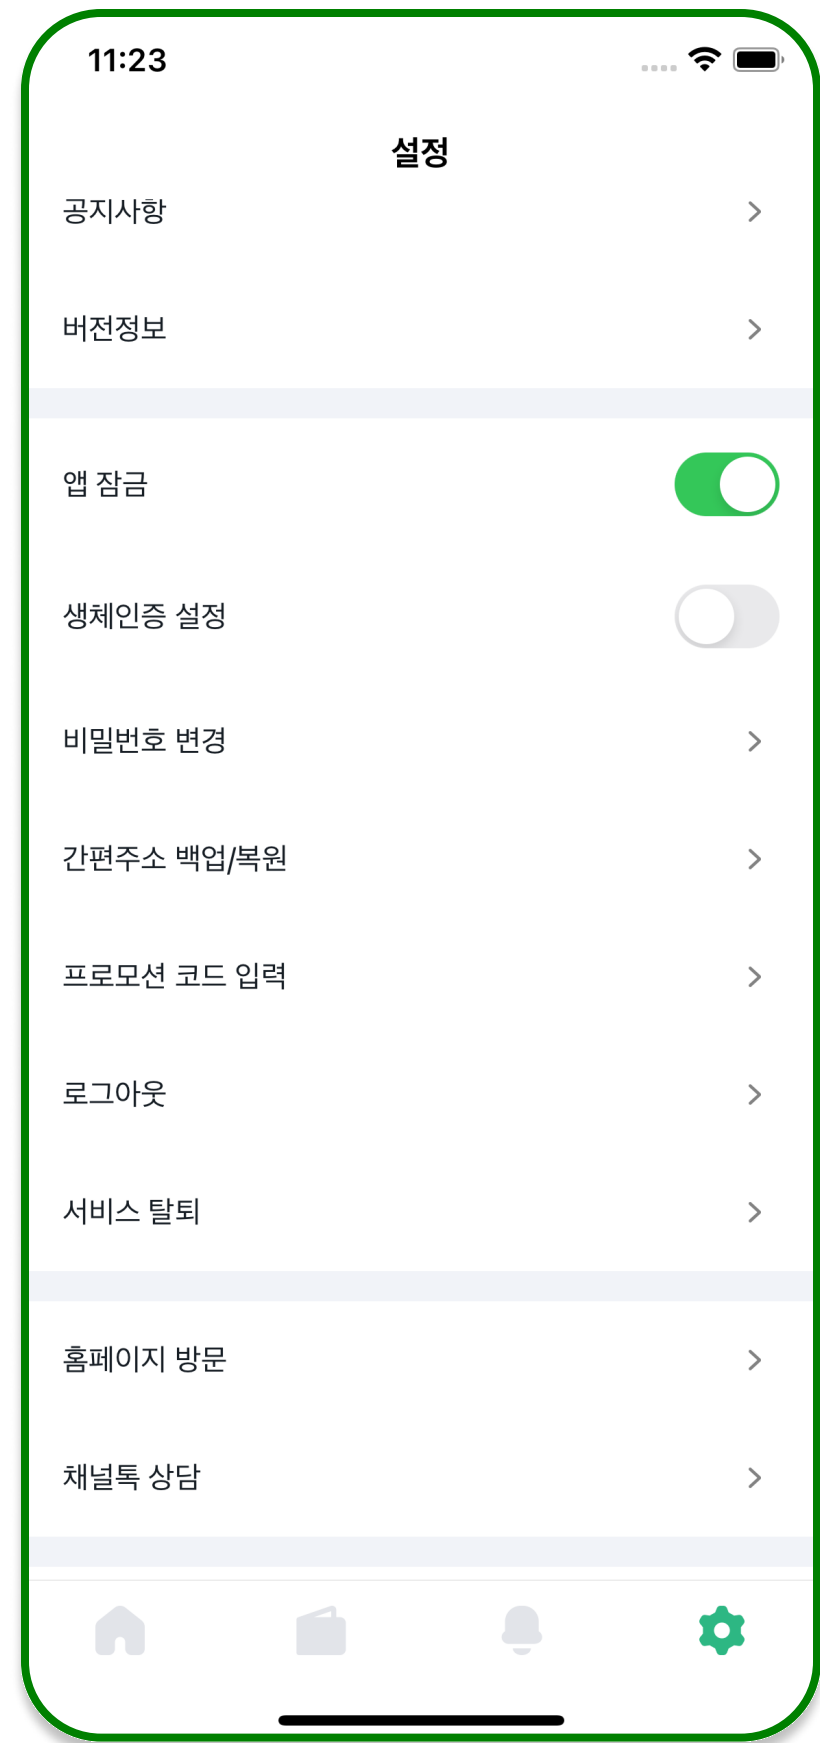 11:23
설정
공지사항
버전정보
앱 잠금
생체인증 설정
비밀번호 변경
간편주소 백업/복원
프로모션 코드 입력
로그아웃
서비스 탈퇴
홈페이지 방문
채널톡 상담